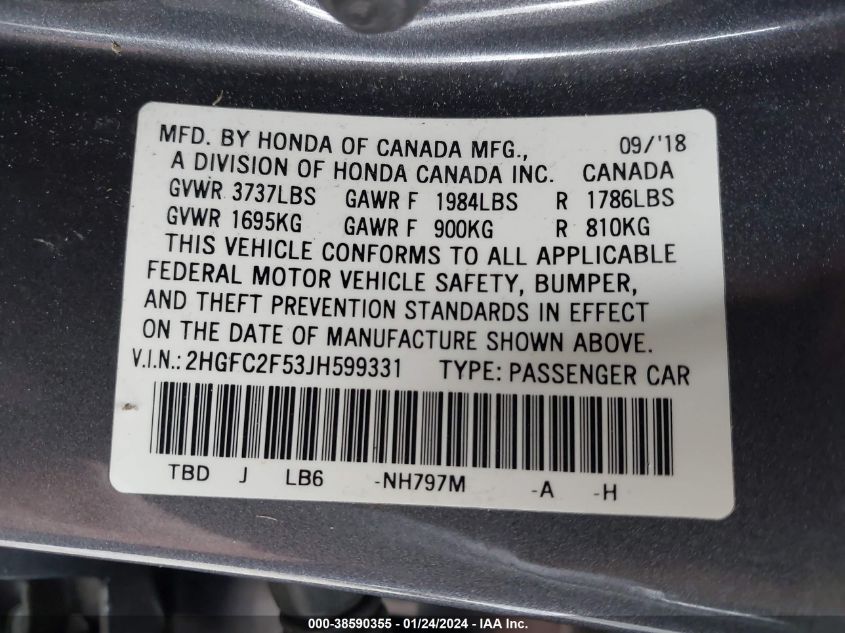 MFD. BY HONDA OF CANADA MFG., 09/'18
A DIVISION OF HONDA CANADA INC. CANADA
GVWR 3737LBS GAWR F 1984LBS R 1786LBS
GVWR 1695KG GAWR F 900KG R 810KG
THIS VEHICLE CONFORMS TO ALL APPLICABLE
FEDERAL MOTOR VEHICLE SAFETY, BUMPER,
AND THEFT PREVENTION STANDARDS IN EFFECT
ON THE DATE OF MANUFACTURE SHOWN ABOVE.
V.I.N.: 2HGFC2F53JH599331 TYPE: PASSENGER CAR
TBD J LB6 -NH797M -A -H
000-38590355 - 01/24/2024 - IAA Inc.